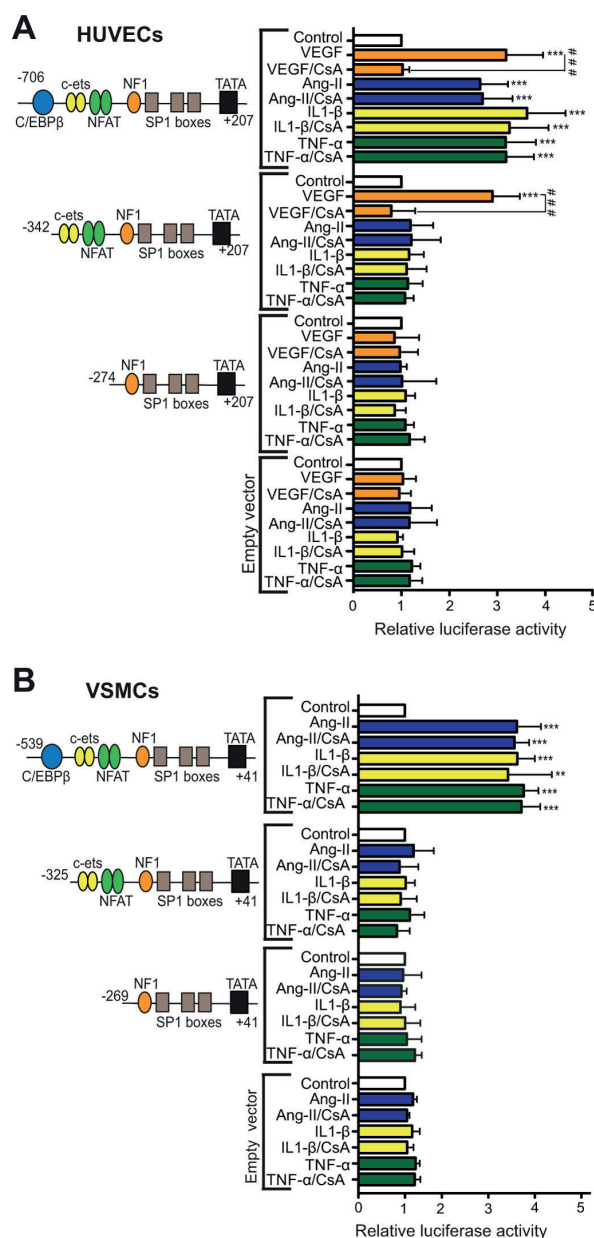 A
HUVECs
-706
c-ets
NF1
TATA
C/EBPβ
NFAT
SP1 boxes
+207
Control
VEGF
VEGF/CsA
Ang-II
Ang-II/CsA
IL1-β
IL1-β/CsA
TNF-α
TNF-α/CsA
***
# # #
***
***
***
***
***
***
-342
c-ets
NF1
TATA
NFAT
SP1 boxes
+207
Control
VEGF
VEGF/CsA
Ang-II
Ang-II/CsA
IL1-β
IL1-β/CsA
TNF-α
TNF-α/CsA
***
# # #
-274
NF1
TATA
SP1 boxes
+207
Control
VEGF
VEGF/CsA
Ang-II
Ang-II/CsA
IL1-β
IL1-β/CsA
TNF-α
TNF-α/CsA
Empty vector
Control
VEGF
VEGF/CsA
Ang-II
Ang-II/CsA
IL1-β
IL1-β/CsA
TNF-α
TNF-α/CsA
0 1 2 3 4 5
Relative luciferase activity
B
VSMCs
-539
c-ets
NF1
TATA
C/EBPβ
NFAT
SP1 boxes
+41
Control
Ang-II
Ang-II/CsA
IL1-β
IL1-β/CsA
TNF-α
TNF-α/CsA
***
***
***
**
***
***
-325
c-ets
NF1
TATA
NFAT
SP1 boxes
+41
Control
Ang-II
Ang-II/CsA
IL1-β
IL1-β/CsA
TNF-α
TNF-α/CsA
-269
NF1
TATA
SP1 boxes
+41
Control
Ang-II
Ang-II/CsA
IL1-β
IL1-β/CsA
TNF-α
TNF-α/CsA
Empty vector
Control
Ang-II
Ang-II/CsA
IL1-β
IL1-β/CsA
TNF-α
TNF-α/CsA
0 1 2 3 4 5
Relative luciferase activity